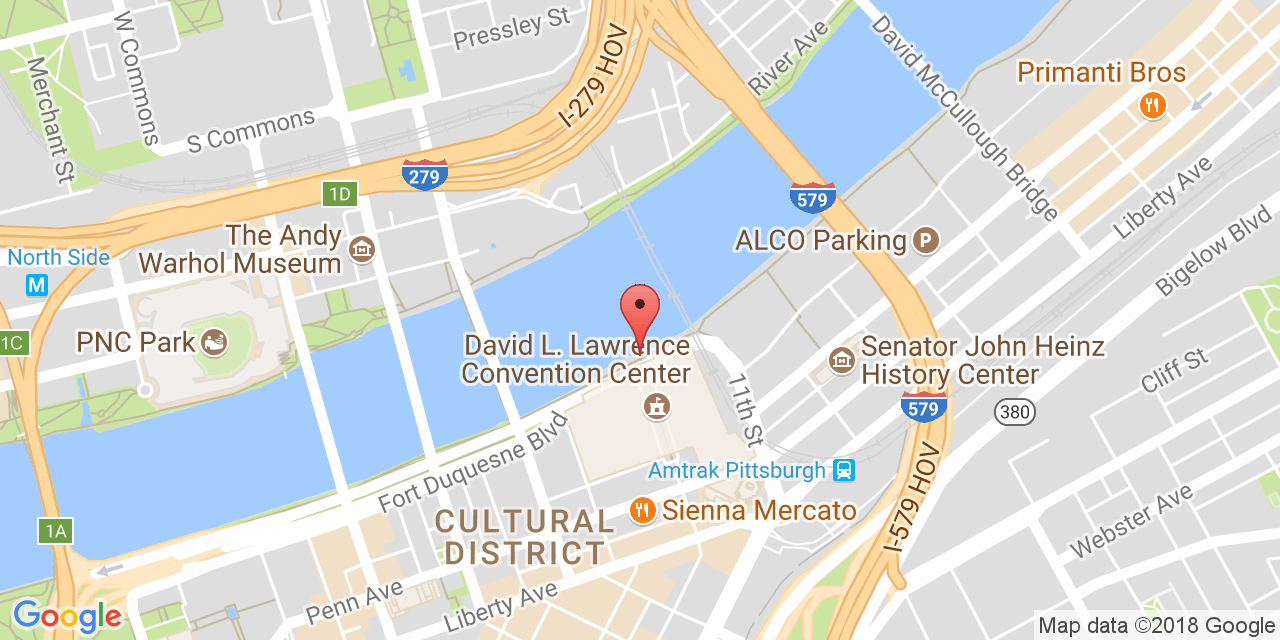 W Commons
Pressley St
I-279 HOV
River Ave
David McCullough Bridge
Primanti Bros
Merchant St
S Commons
279
1D
579
Liberty Ave
Bigelow Blvd
The Andy
Warhol Museum
ALCO Parking
P
North Side
M
1C
PNC Park
David L. Lawrence
Convention Center
Senator John Heinz
History Center
11th St
579
380
Cliff St
Fort Duquesne Blvd
Amtrak Pittsburgh
I-579 HOV
CULTURAL
DISTRICT
Sienna Mercato
Webster Ave
1A
Penn Ave
Liberty Ave
Google
Map data ©2018 Google